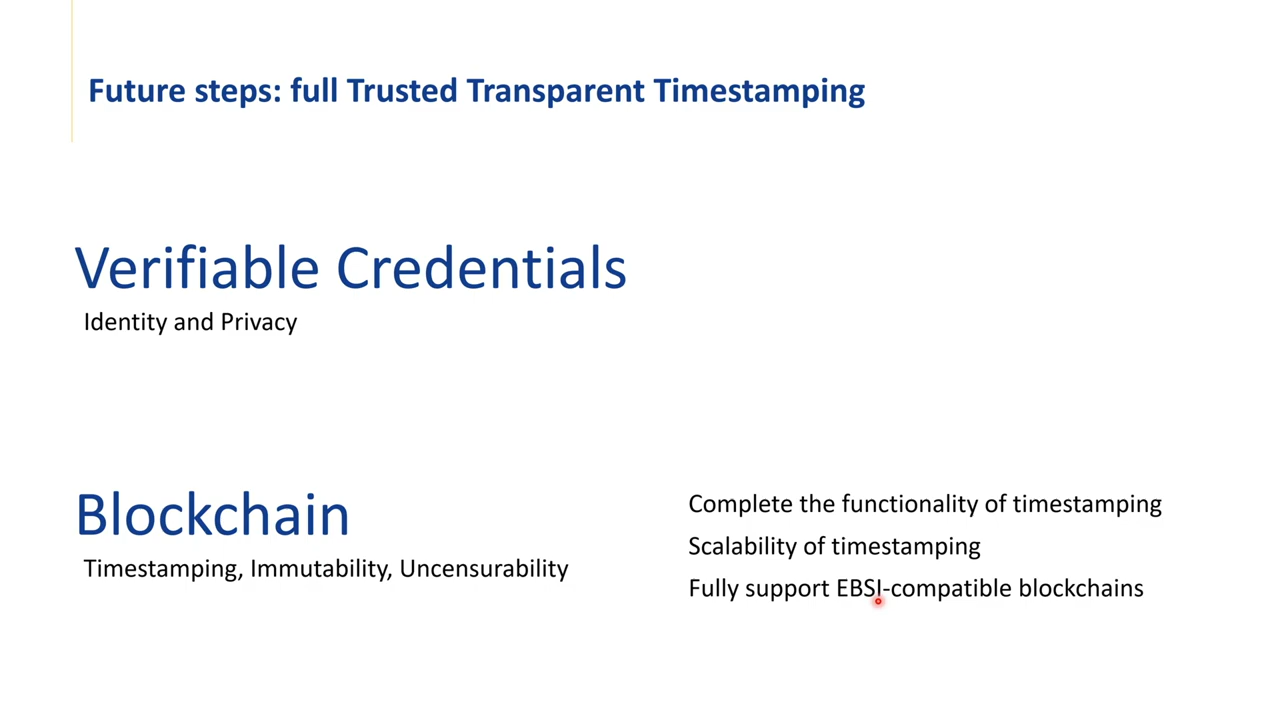 Future steps: full Trusted Transparent Timestamping
Verifiable Credentials
Identity and Privacy
Blockchain
Timestamping, Immutability, Uncensurability
Complete the functionality of timestamping
Scalability of timestamping
Fully support EBSI-compatible blockchains